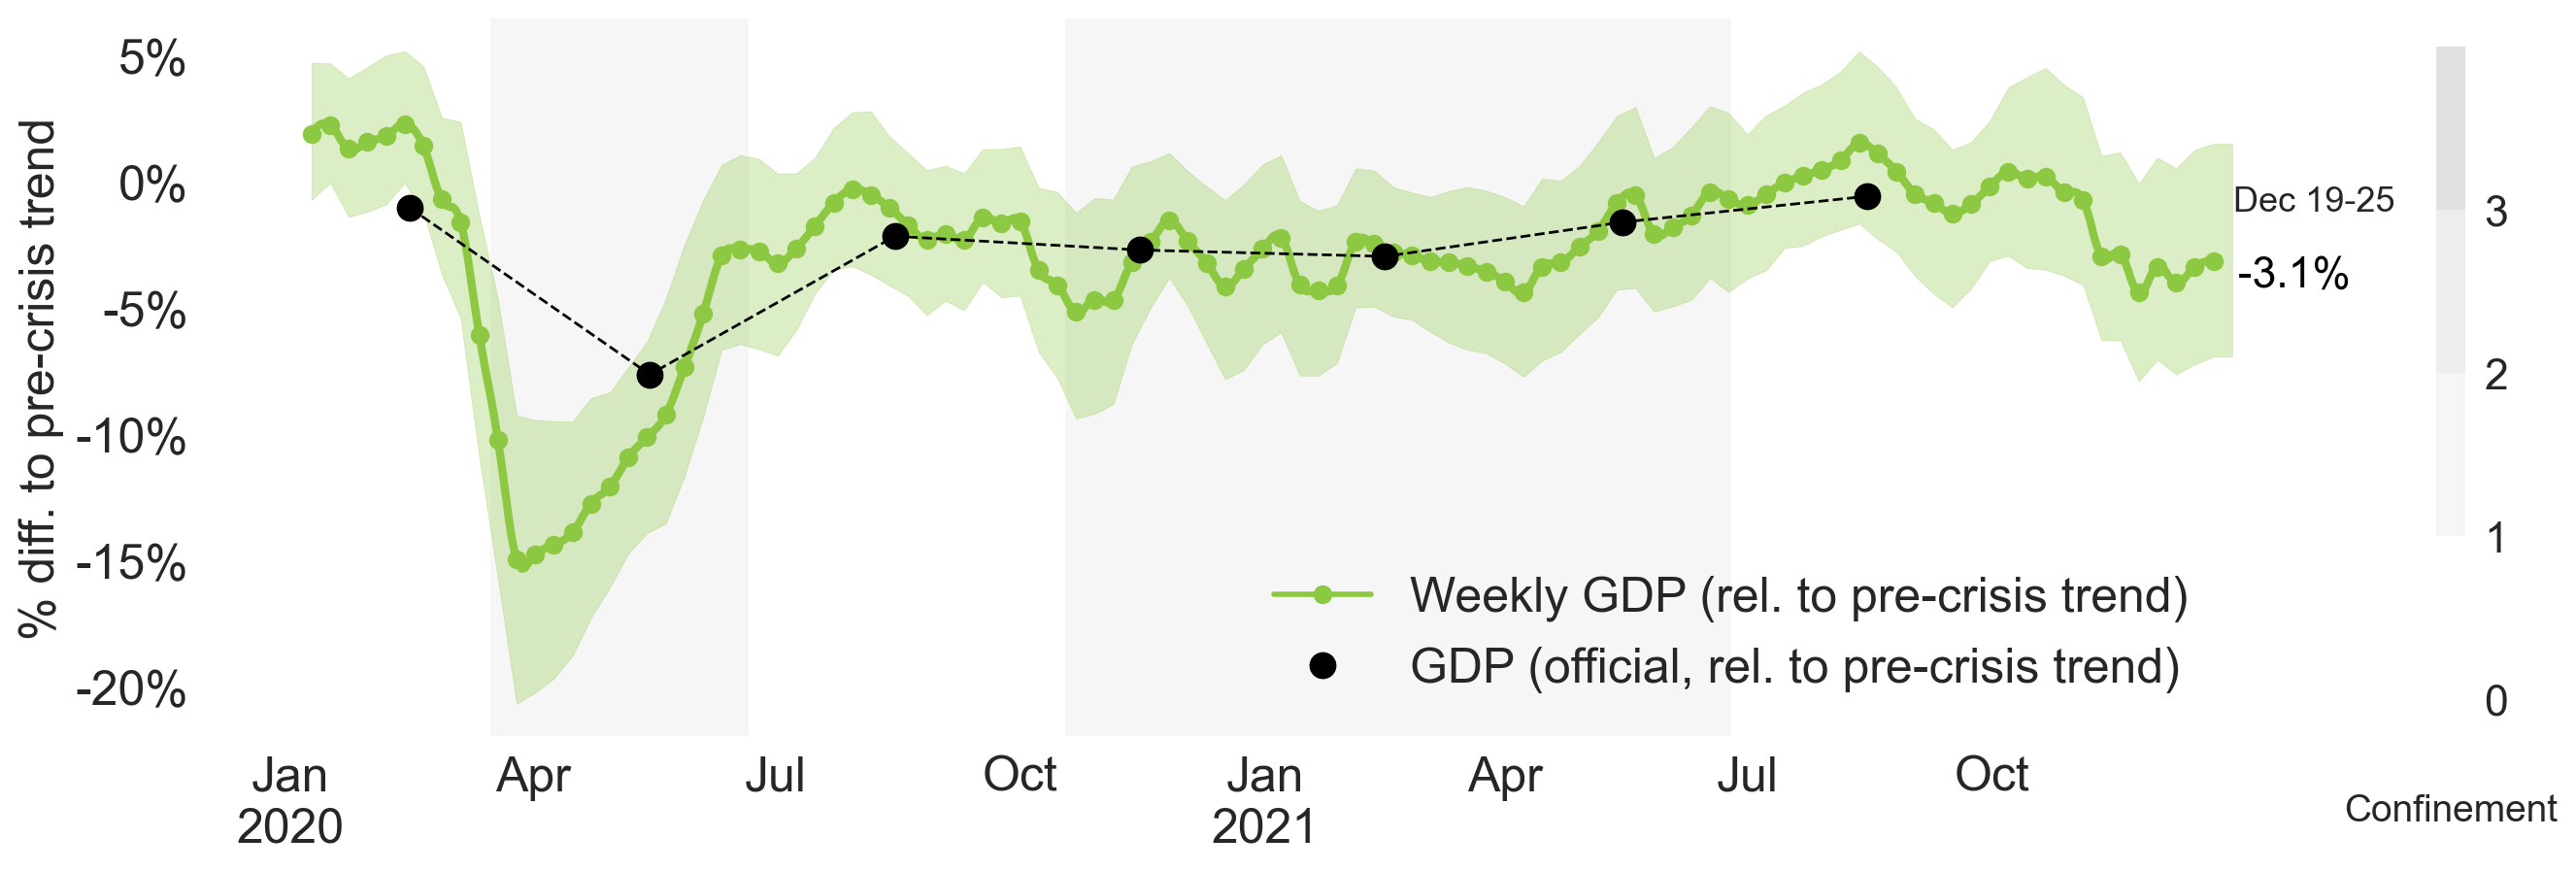 % diff. to pre-crisis trend
5%
0%
-5%
-10%
-15%
-20%
Dec 19-25
-3.1%
Weekly GDP (rel. to pre-crisis trend)
GDP (official, rel. to pre-crisis trend)
Jan
2020
Apr
Jul
Oct
Jan
2021
Apr
Jul
Oct
3
2
1
0
Confinement